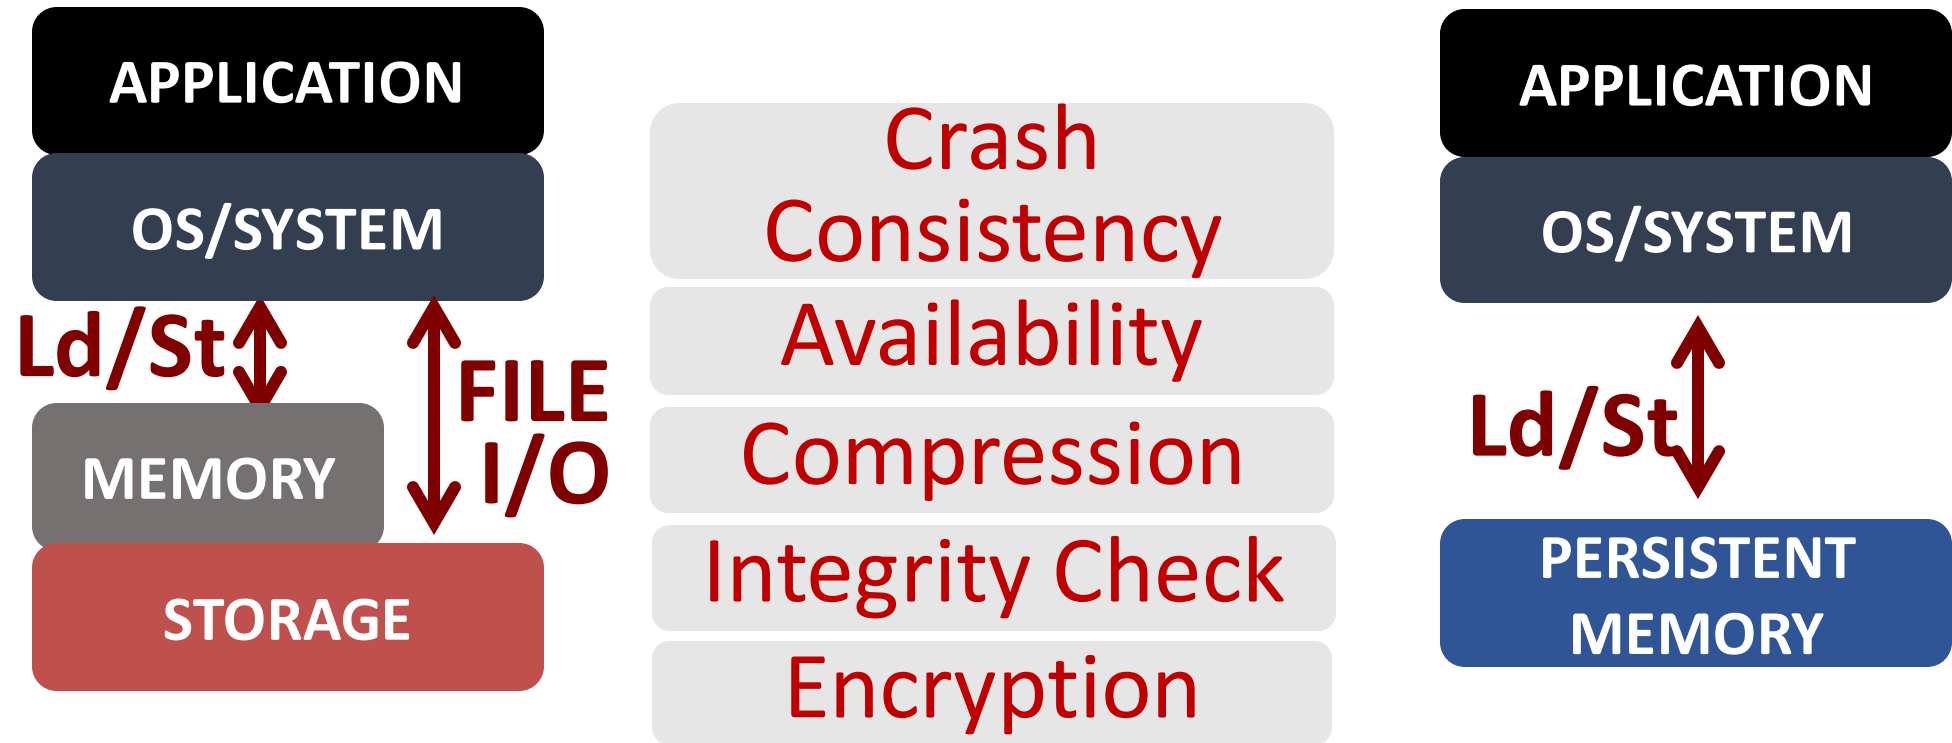 APPLICATION
OS/SYSTEM
Ld/St
FILE
I/O
MEMORY
STORAGE
Crash
Consistency
Availability
Compression
Integrity Check
Encryption
APPLICATION
OS/SYSTEM
Ld/St
PERSISTENT
MEMORY